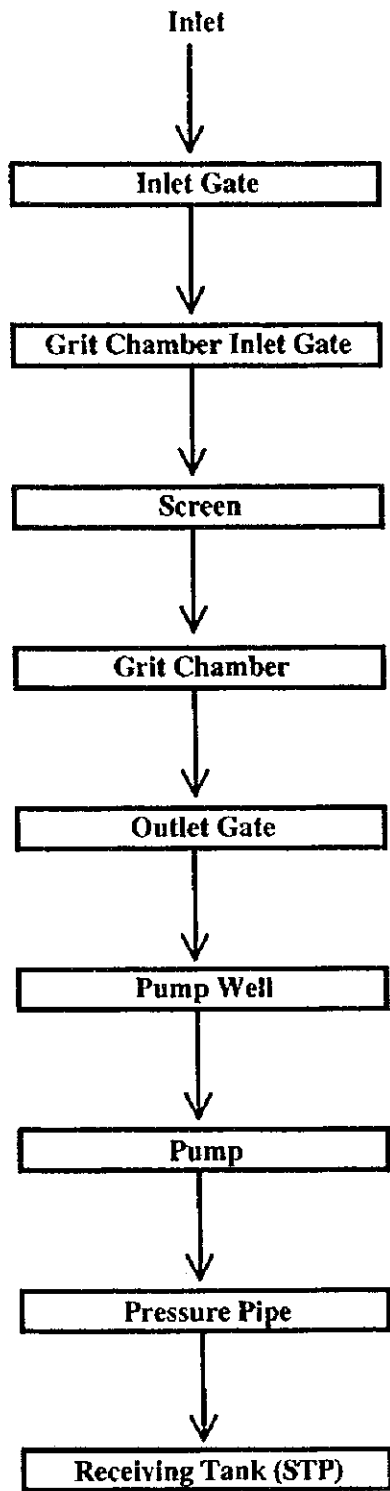 Inlet
Inlet Gate
Grit Chamber Inlet Gate
Screen
Grit Chamber
Outlet Gate
Pump Well
Pump
Pressure Pipe
Receiving Tank (STP)